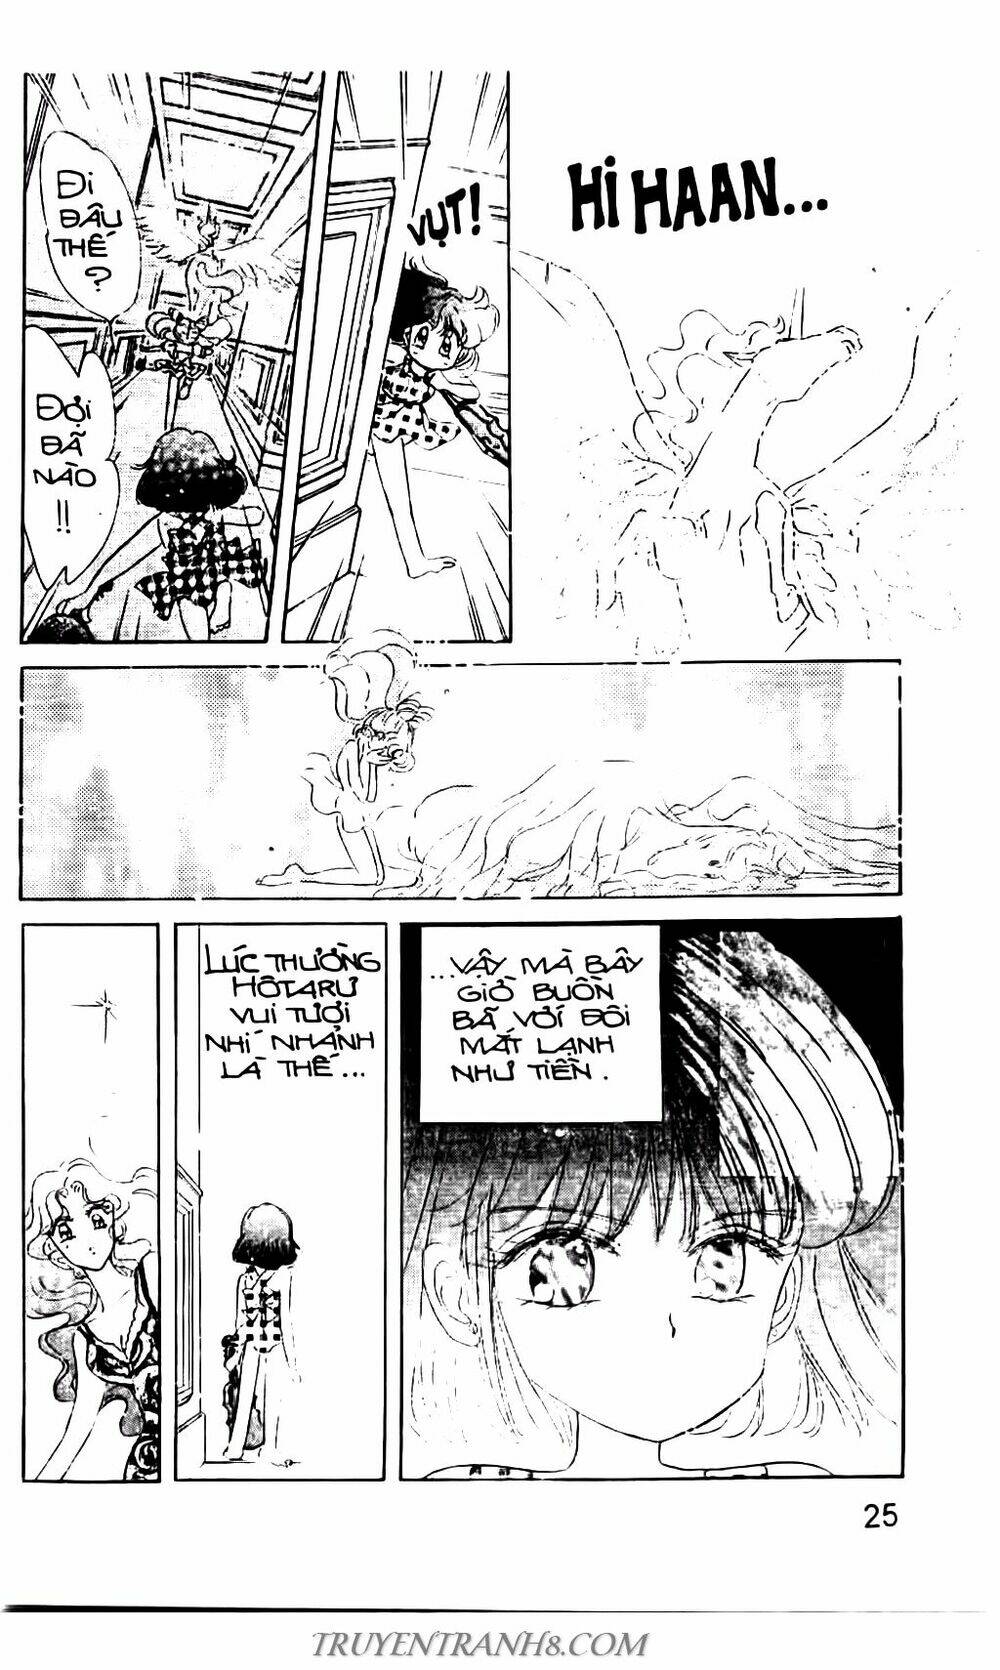 ĐI
ĐÂU
THẾ
?
ĐỢI
ĐÃ
NÀO
!!
VỤT!
HI HAAN...
LÚC THƯỜNG
HÔTARƯ
VUI TƯƠI
NHÍ NHẢNH
LÀ THẾ...
...VẬY MÀ BÂY
GIỜ BUỒN
BÃ VỚI ĐÔI
MẮT LẠNH
NHƯ TIỀN.
25
TRUYENTRANH8.COM